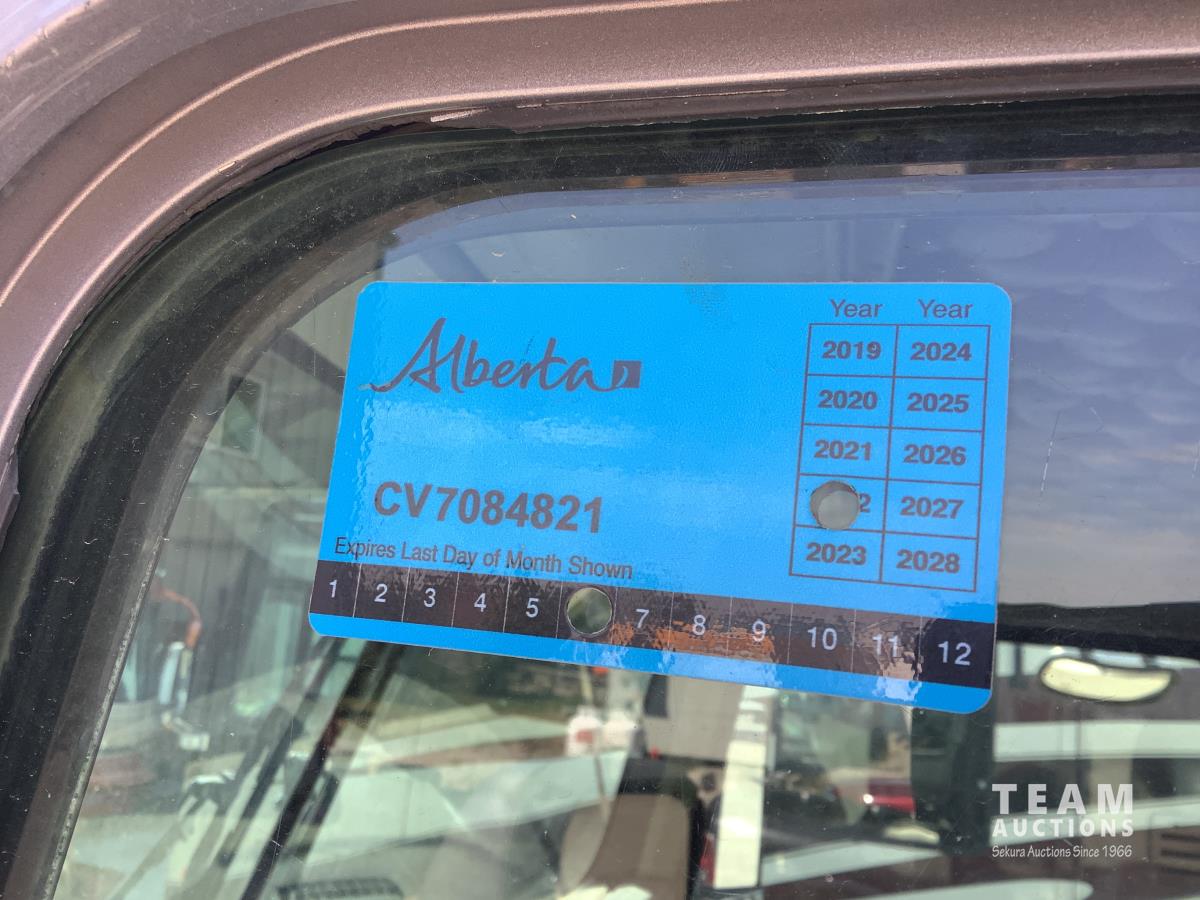 Alberta
Year Year
2019 2024
2020 2025
2021 2026
2 2027
2023 2028
CV7084821
Expires Last Day of Month Shown
1 2 3 4 5 7 8 9 10 11 12
TEAM
AUCTIONS
Sekura Auctions Since 1966